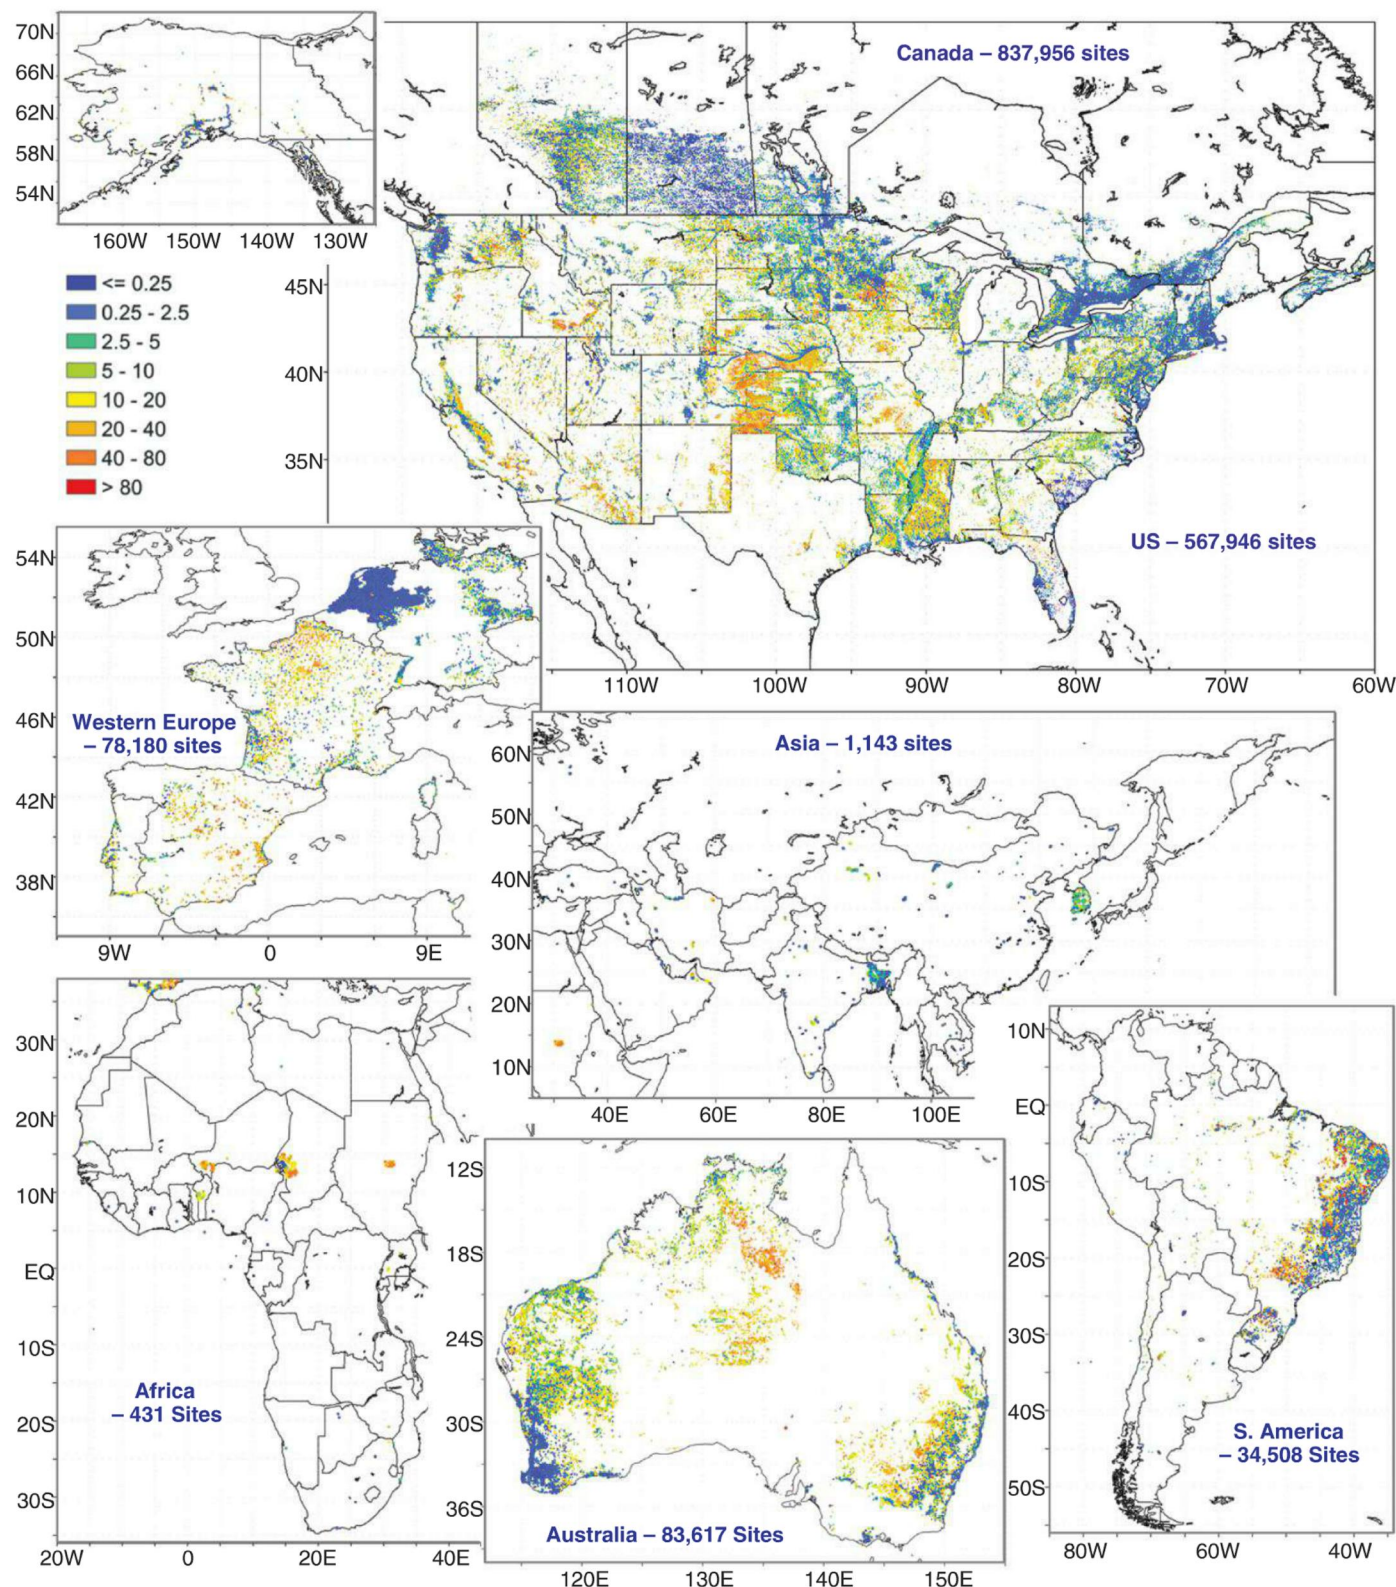 70N
66N
62N
58N
54N
160W 150W 140W 130W
Canada – 837,956 sites
US – 567,946 sites
45N
40N
35N
110W 100W 90W 80W 70W 60W
<= 0.25
0.25 - 2.5
2.5 - 5
5 - 10
10 - 20
20 - 40
40 - 80
> 80
54N
50N
46N
42N
38N
Western Europe
– 78,180 sites
9W 0 9E
Asia – 1,143 sites
60N
50N
40N
30N
20N
10N
40E 60E 80E 100E
30N
20N
10N
EQ
10S
20S
30S
Africa
– 431 Sites
20W 0 20E 40E
12S
18S
24S
30S
36S
Australia – 83,617 Sites
120E 130E 140E 150E
10N
EQ
10S
20S
30S
40S
50S
S. America
– 34,508 Sites
80W 60W 40W